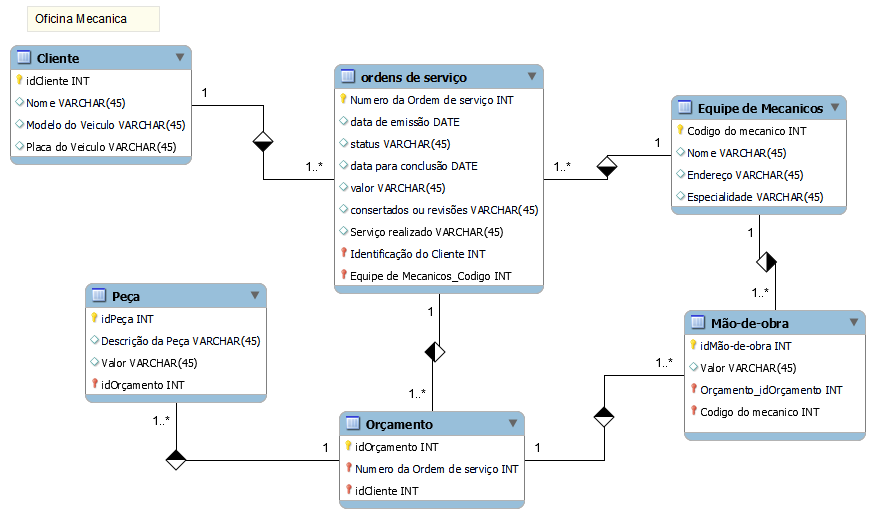 Oficina Mecanica
Cliente
idCliente INT
Nome VARCHAR(45)
Modelo do Veiculo VARCHAR(45)
Placa do Veiculo VARCHAR(45)
1
1..*
ordens de serviço
Numero da Ordem de serviço INT
data de emissão DATE
status VARCHAR(45)
data para conclusão DATE
valor VARCHAR(45)
consertados ou revisões VARCHAR(45)
Serviço realizado VARCHAR(45)
Identificação do Cliente INT
Equipe de Mecanicos_Codigo INT
1
1..*
Equipe de Mecanicos
Codigo do mecanico INT
Nome VARCHAR(45)
Endereço VARCHAR(45)
Especialidade VARCHAR(45)
1
1..*
Peça
idPeça INT
Descrição da Peça VARCHAR(45)
Valor VARCHAR(45)
idOrçamento INT
1..*
1
1
1..*
Orçamento
idOrçamento INT
Numero da Ordem de serviço INT
idCliente INT
1
1..*
Mão-de-obra
idMão-de-obra INT
Valor VARCHAR(45)
Orçamento_idOrçamento INT
Codigo do mecanico INT